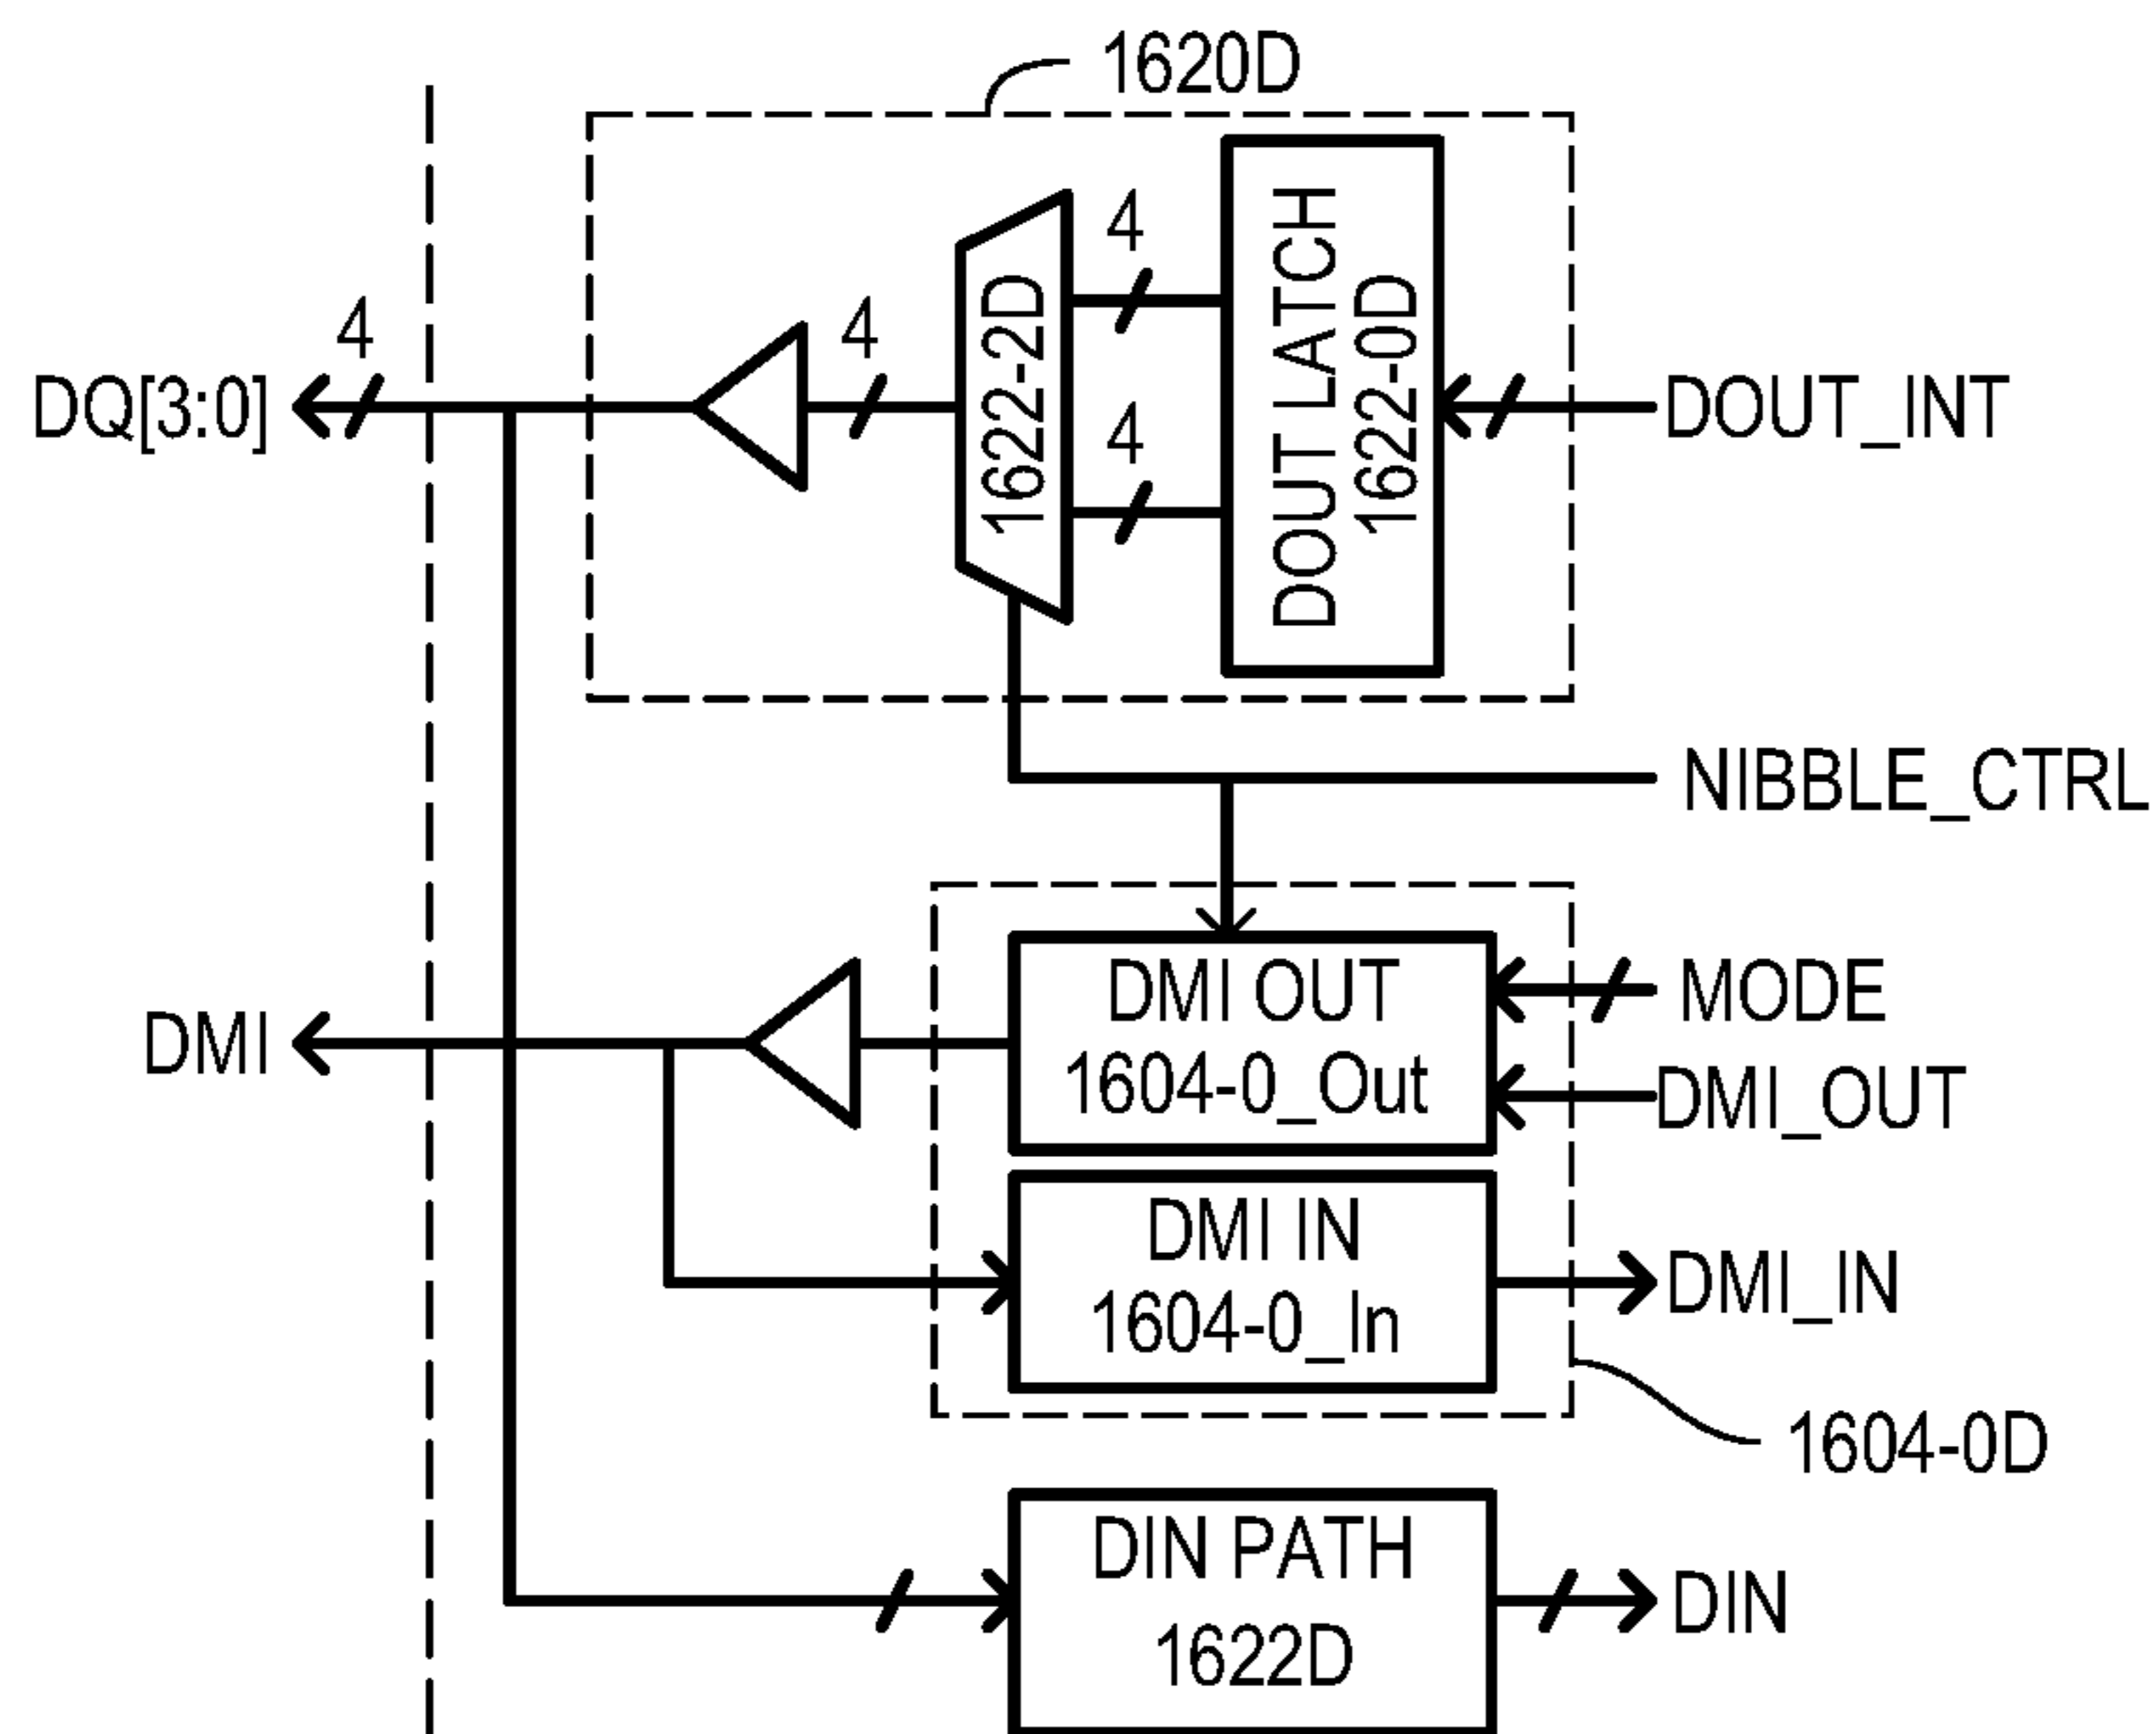 1620D
4
4
4
4
DQ[3:0]
1622-2D
DOUT LATCH
1622-0D
DOUT_INT
NIBBLE_CTRL
DMI OUT
1604-0_Out
MODE
DMI_OUT
DMI
DMI IN
1604-0_In
DMI_IN
1604-0D
DIN PATH
1622D
DIN